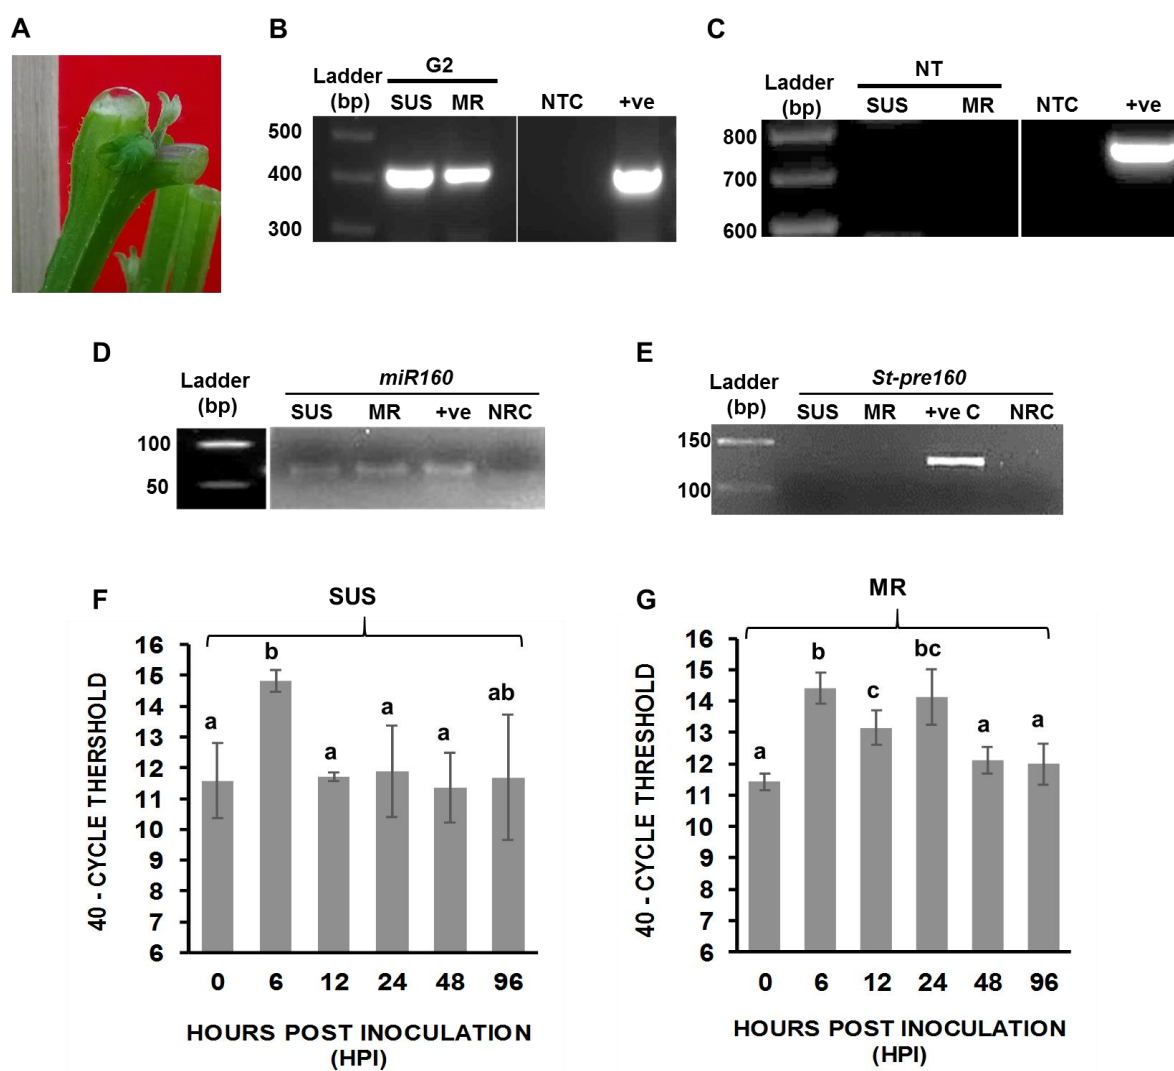 A
B
Ladder
(bp)
G2
SUS MR NTC +ve
500
400
300
C
Ladder
(bp)
NT
SUS MR NTC +ve
800
700
600
D
Ladder
(bp)
miR160
SUS MR +ve NRC
100
50
E
Ladder
(bp)
St-pre160
SUS MR +ve C NRC
150
100
F
SUS
40 - CYCLE THERSHOLD
16
15
14
13
12
11
10
9
8
7
6
a b a a a ab
0 6 12 24 48 96
HOURS POST INOCULATION
(HPI)
G
MR
40 - CYCLE THRESHOLD
16
15
14
13
12
11
10
9
8
7
6
a b c bc a a
0 6 12 24 48 96
HOURS POST INOCULATION
(HPI)